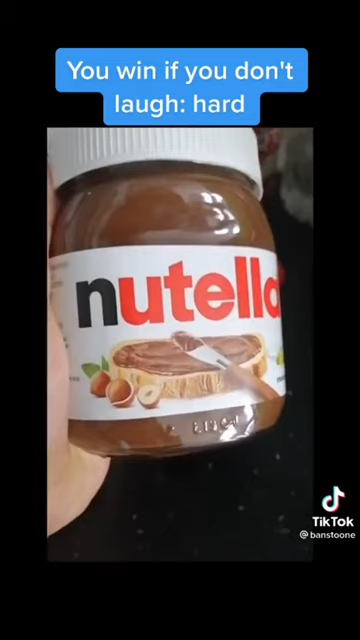 You win if you don't
laugh: hard
nutella
TikTok
@banstoone